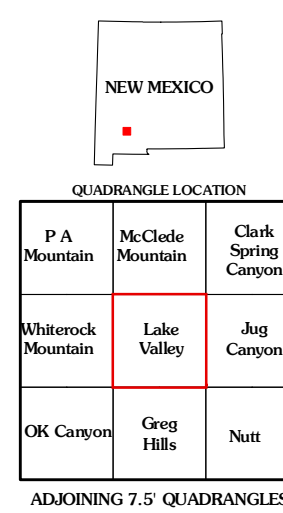 NEW MEXICO
QUADRANGLE LOCATION
P A
Mountain
McClede
Mountain
Clark
Spring
Canyon
Whiterock
Mountain
Lake
Valley
Jug
Canyon
OK Canyon
Greg
Hills
Nutt
ADJOINING 7.5' QUADRANGLES